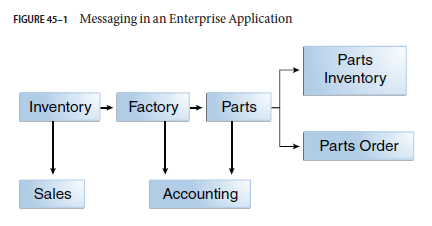 FIGURE 45–1 Messaging in an Enterprise Application
Parts
Inventory
Inventory
Factory
Parts
Parts Order
Sales
Accounting